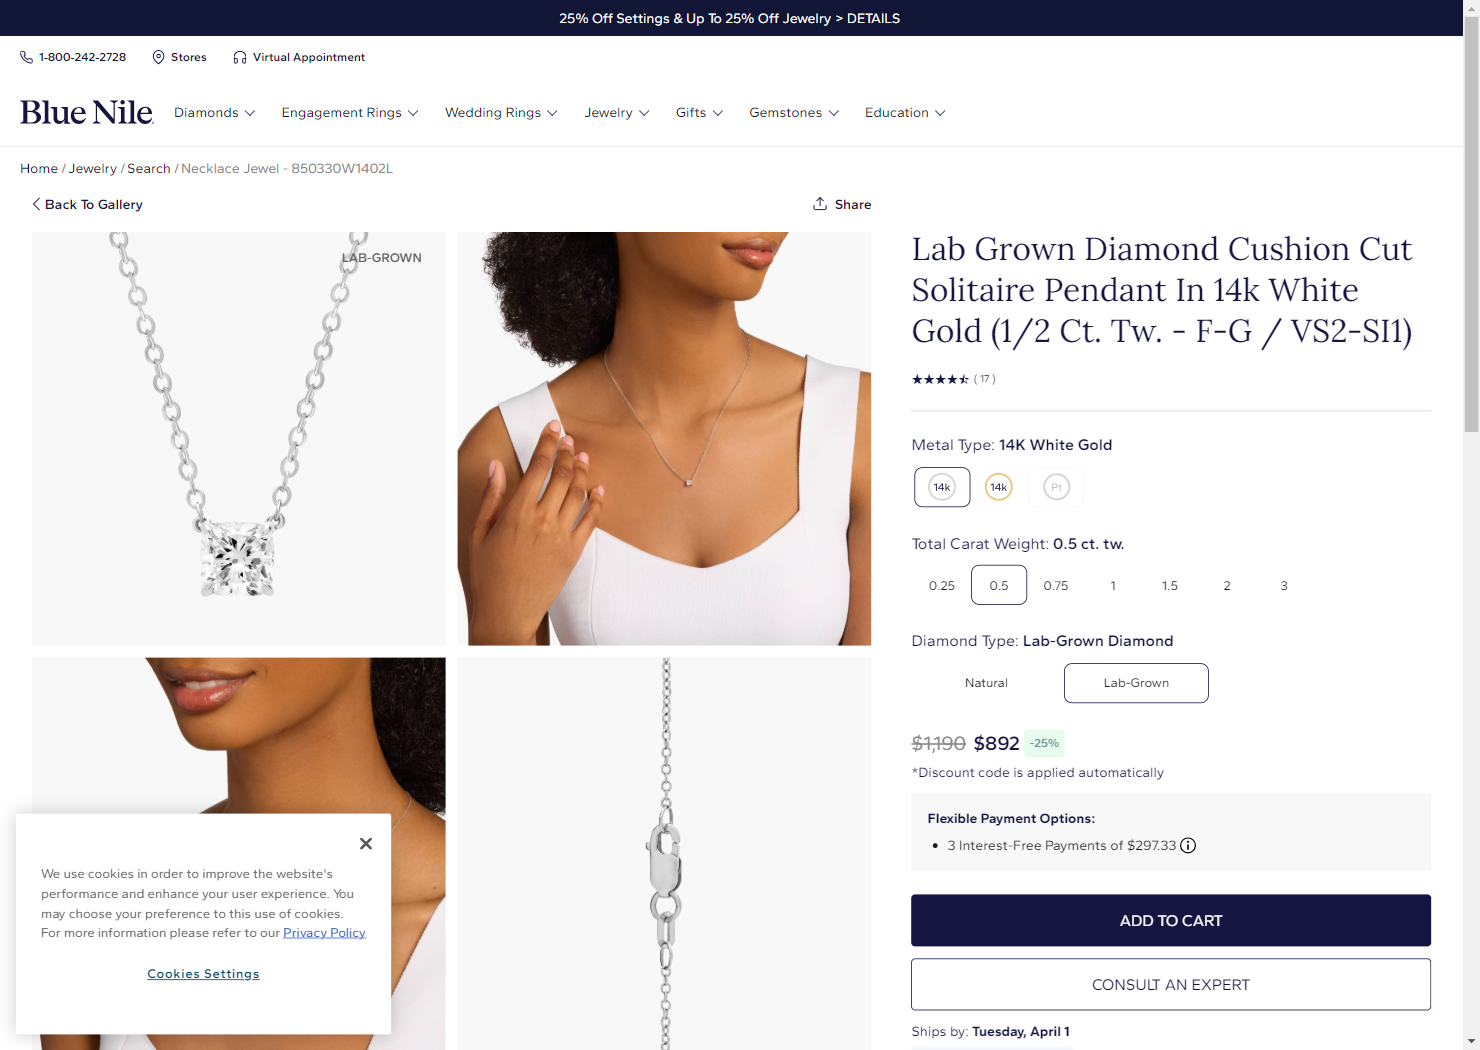 25% Off Settings & Up To 25% Off Jewelry > DETAILS
1-800-242-2728 Stores Virtual Appointment
Blue Nile Diamonds Engagement Rings Wedding Rings Jewelry Gifts Gemstones Education
Home / Jewelry / Search / Necklace Jewel - 850330W1402L
Back To Gallery Share
LAB-GROWN
Lab Grown Diamond Cushion Cut
Solitaire Pendant In 14k White
Gold (1/2 Ct. Tw. - F-G / VS2-SI1)
( 17 )
Metal Type: 14K White Gold
14k 14k Pt
Total Carat Weight: 0.5 ct. tw.
0.25 0.5 0.75 1 1.5 2 3
Diamond Type: Lab-Grown Diamond
Natural Lab-Grown
$1,190 $892 -25%
*Discount code is applied automatically
Flexible Payment Options:
• 3 Interest-Free Payments of $297.33
ADD TO CART
CONSULT AN EXPERT
Ships by: Tuesday, April 1
We use cookies in order to improve the website's
performance and enhance your user experience. You
may choose your preference to this use of cookies.
For more information please refer to our Privacy Policy
Cookies Settings